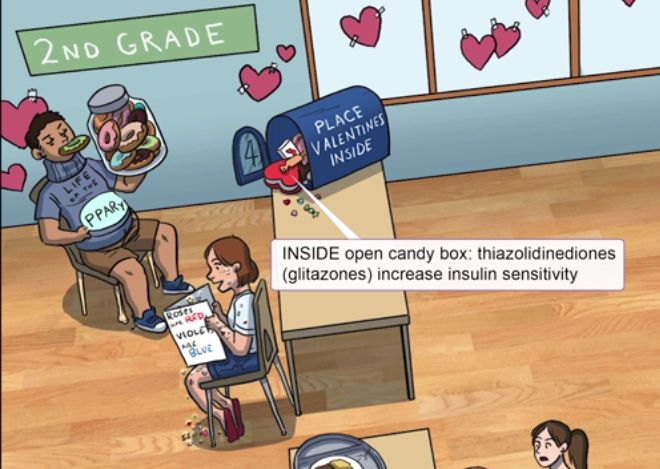 2ND GRADE
PLACE
VALENTINES
INSIDE
4
LIFE
OF THE
PPARγ
INSIDE open candy box: thiazolidinediones
(glitazones) increase insulin sensitivity
ROSES
ARE RED
VIOLETS
ARE
BLUE